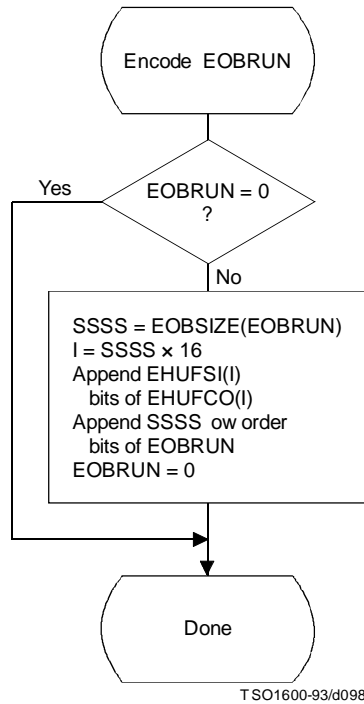 Encode EOBRUN
Yes
EOBRUN = 0
?
No
SSSS = EOBSIZE(EOBRUN)
I = SSSS × 16
Append EHUFSI(I)
bits of EHUFCO(I)
Append SSSS ow order
bits of EOBRUN
EOBRUN = 0
Done
TSO1600-93/d098